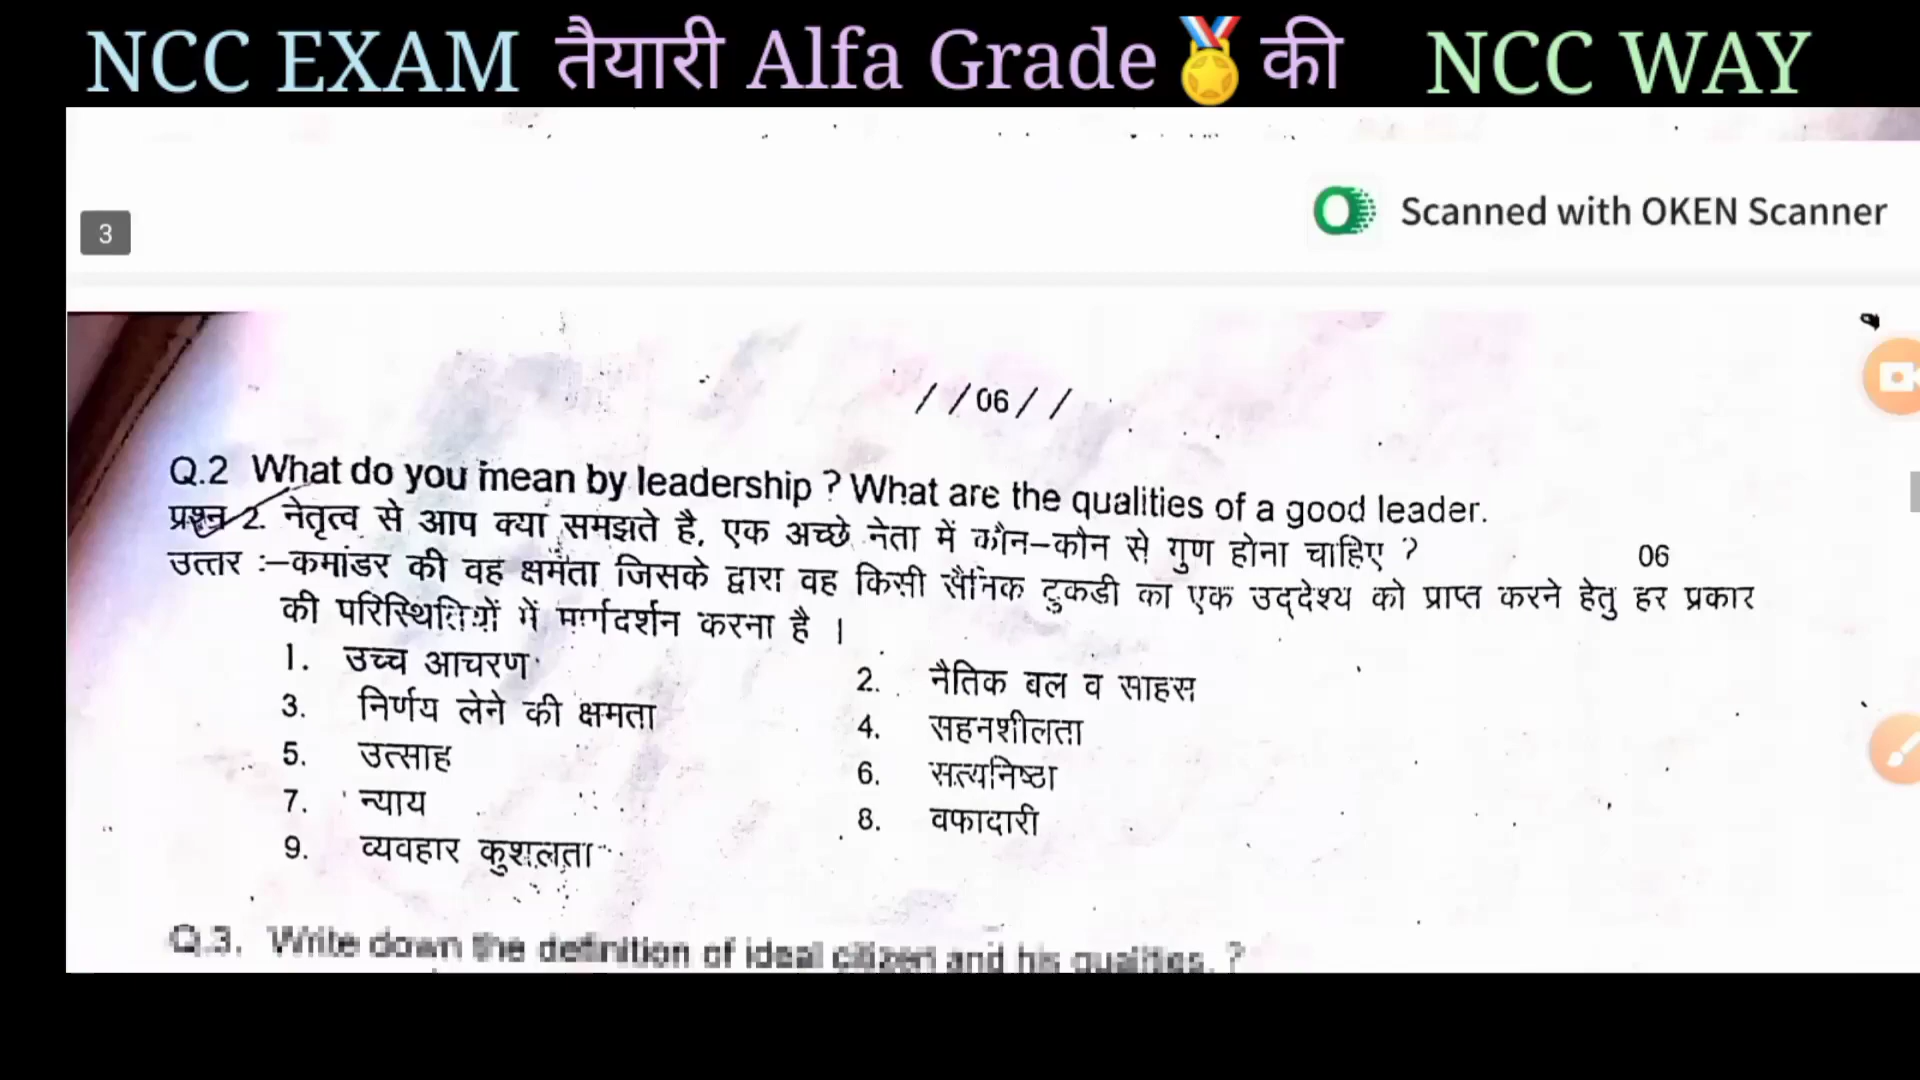 NCC EXAM तैयारी Alfa Grade🏅की NCC WAY
Scanned with OKEN Scanner
3
//06//
Q.2 What do you mean by leadership ? What are the qualities of a good leader.
प्रश्न 2. नेतृत्व से आप क्या समझते है, एक अच्छे नेता में कौन–कौन से गुण होना चाहिए ? 06
उत्तर :–कमांडर की वह क्षमता जिसके द्वारा वह किसी सैनिक टुकडी का एक उद्देश्य को प्राप्त करने हेतु हर प्रकार
की परिस्थितियों में मार्गदर्शन करना है ।
1. उच्च आचरण
2. नैतिक बल व साहस
3. निर्णय लेने की क्षमता
4. सहनशीलता
5. उत्साह
6. सत्यनिष्ठा
7. न्याय
8. वफादारी
9. व्यवहार कुशलता
Q.3. Write down the definition of ideal citizen and his qualities. ?